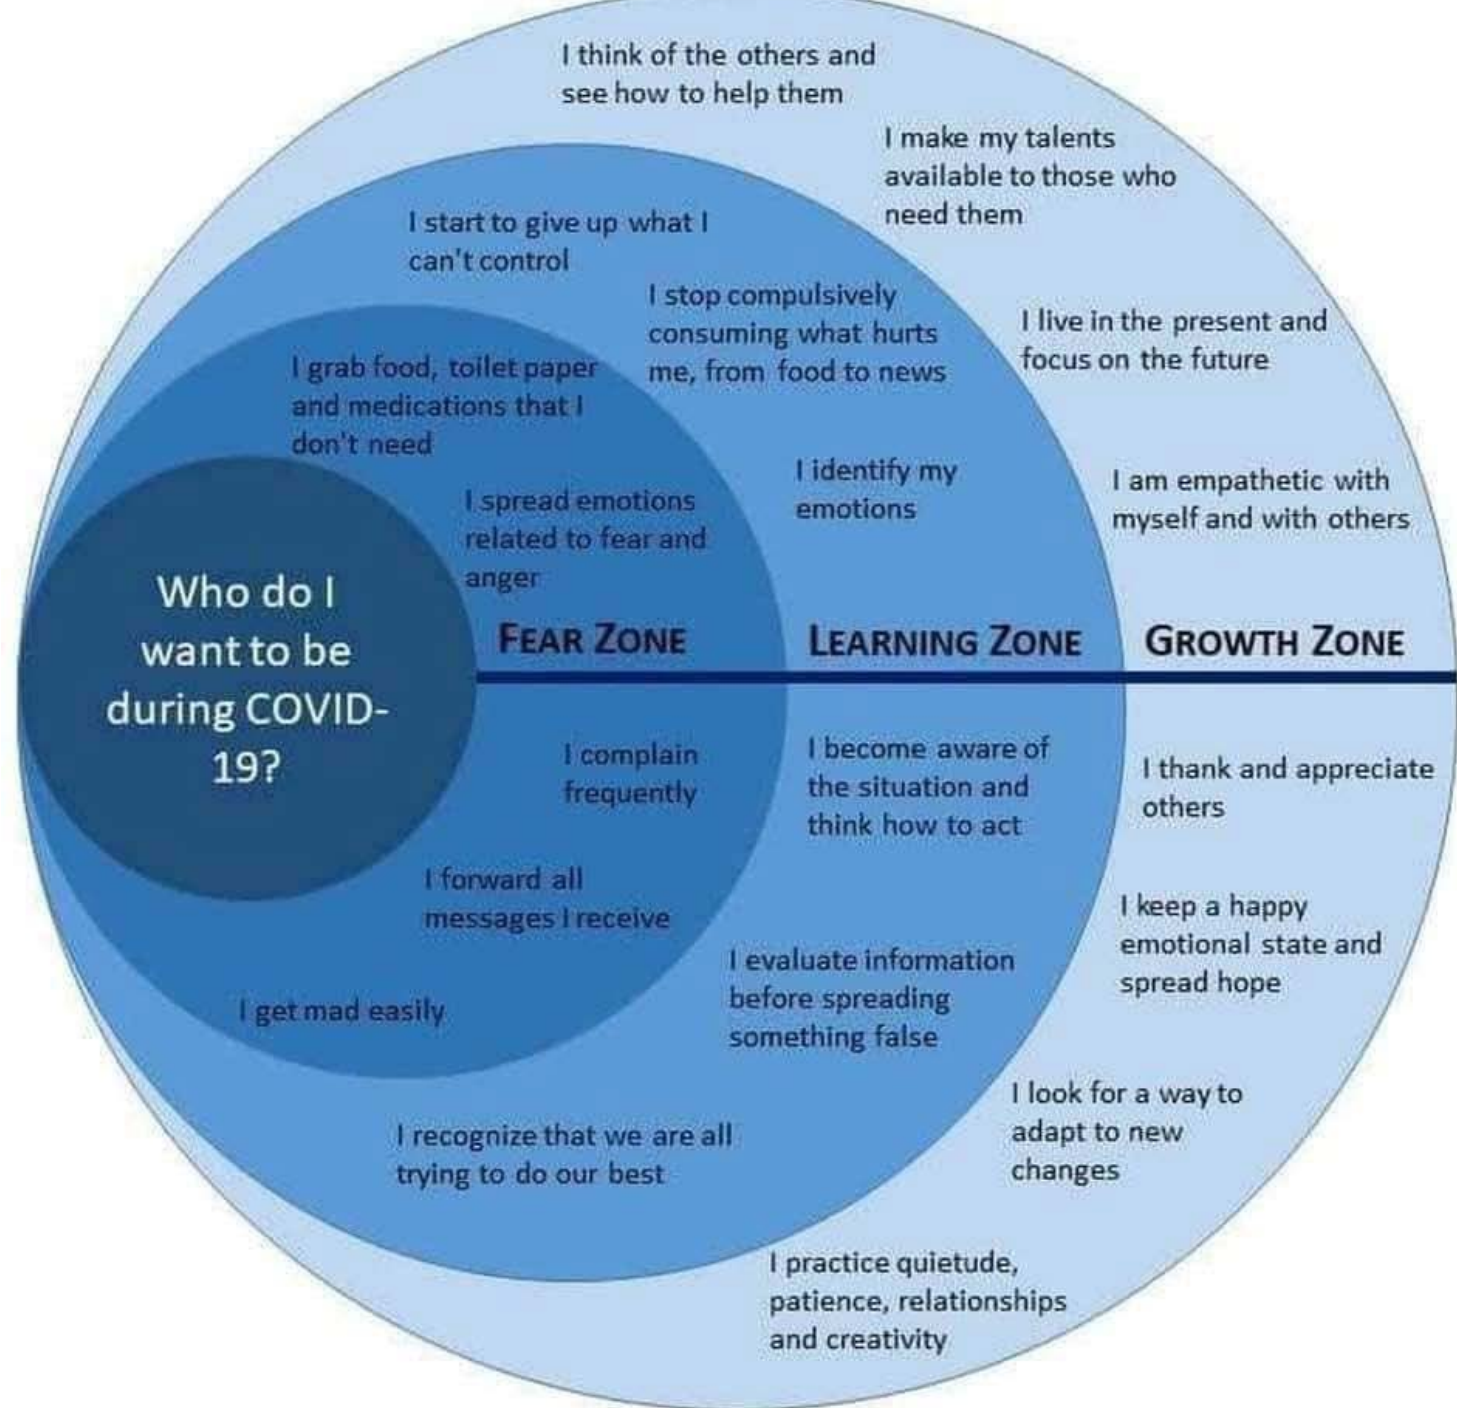 I think of the others and
see how to help them
I make my talents
available to those who
need them
I start to give up what I
can't control
I stop compulsively
consuming what hurts
me, from food to news
I live in the present and
focus on the future
I grab food, toilet paper
and medications that I
don't need
I identify my
emotions
I am empathetic with
myself and with others
I spread emotions
related to fear and
anger
Who do I
want to be
during COVID-
19?
FEAR ZONE
LEARNING ZONE
GROWTH ZONE
I complain
frequently
I become aware of
the situation and
think how to act
I thank and appreciate
others
I forward all
messages I receive
I keep a happy
emotional state and
spread hope
I evaluate information
before spreading
something false
I get mad easily
I look for a way to
adapt to new
changes
I recognize that we are all
trying to do our best
I practice quietude,
patience, relationships
and creativity